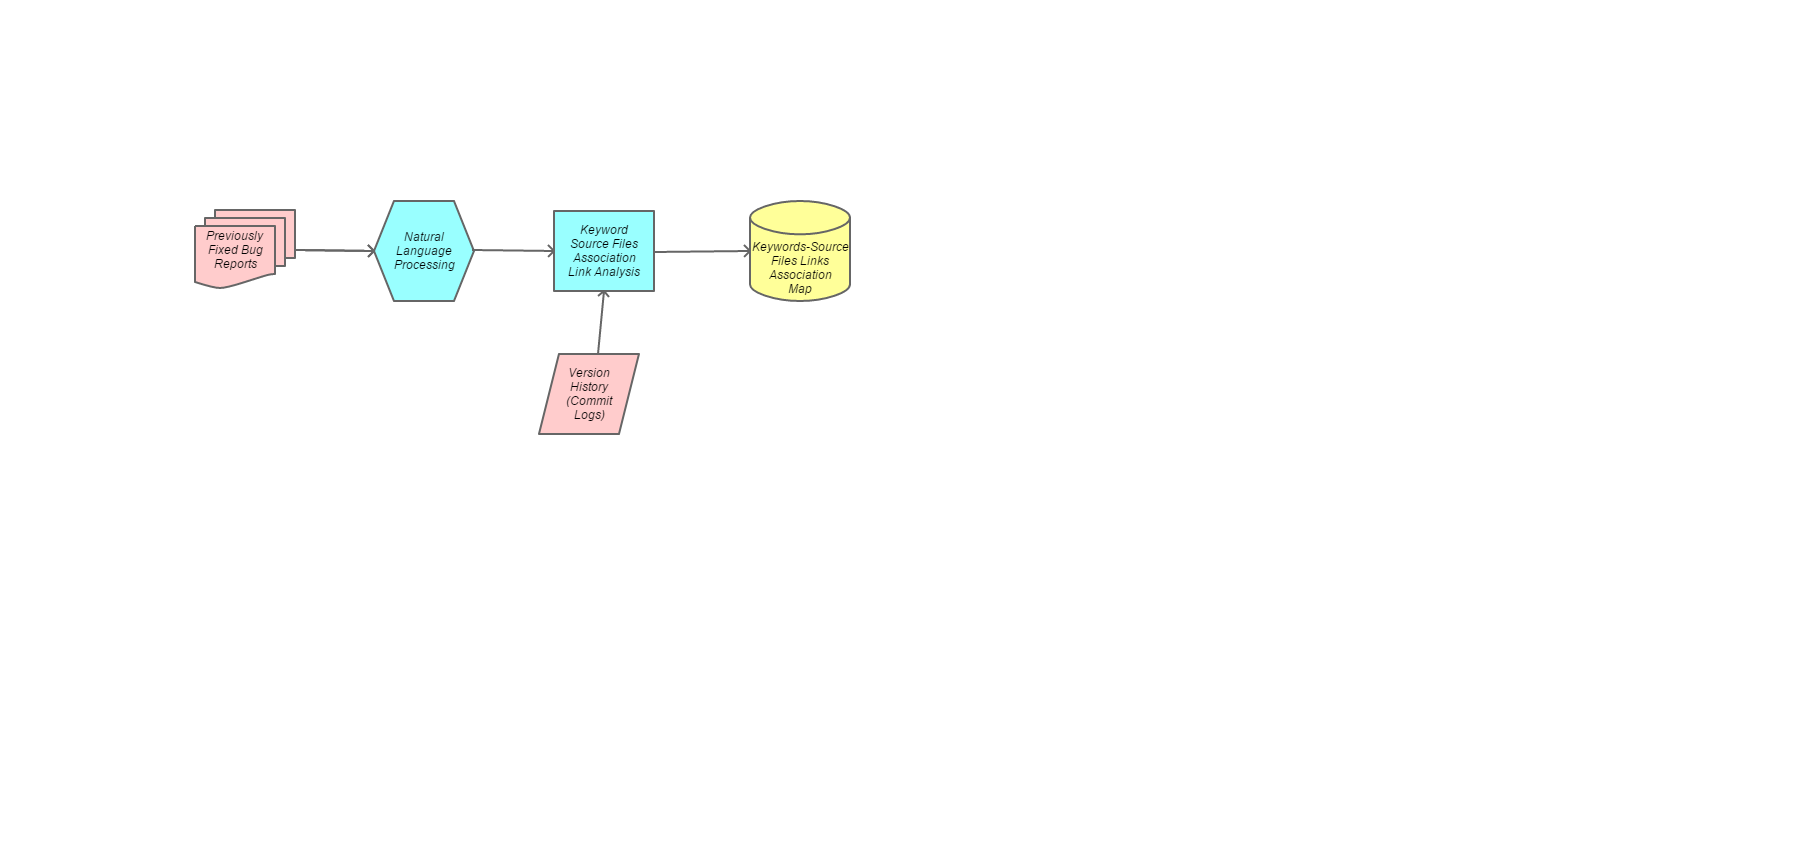 Previously
Fixed Bug
Reports
Natural
Language
Processing
Keyword
Source Files
Association
Link Analysis
Keywords-Source
Files Links
Association
Map
Version
History
(Commit
Logs)